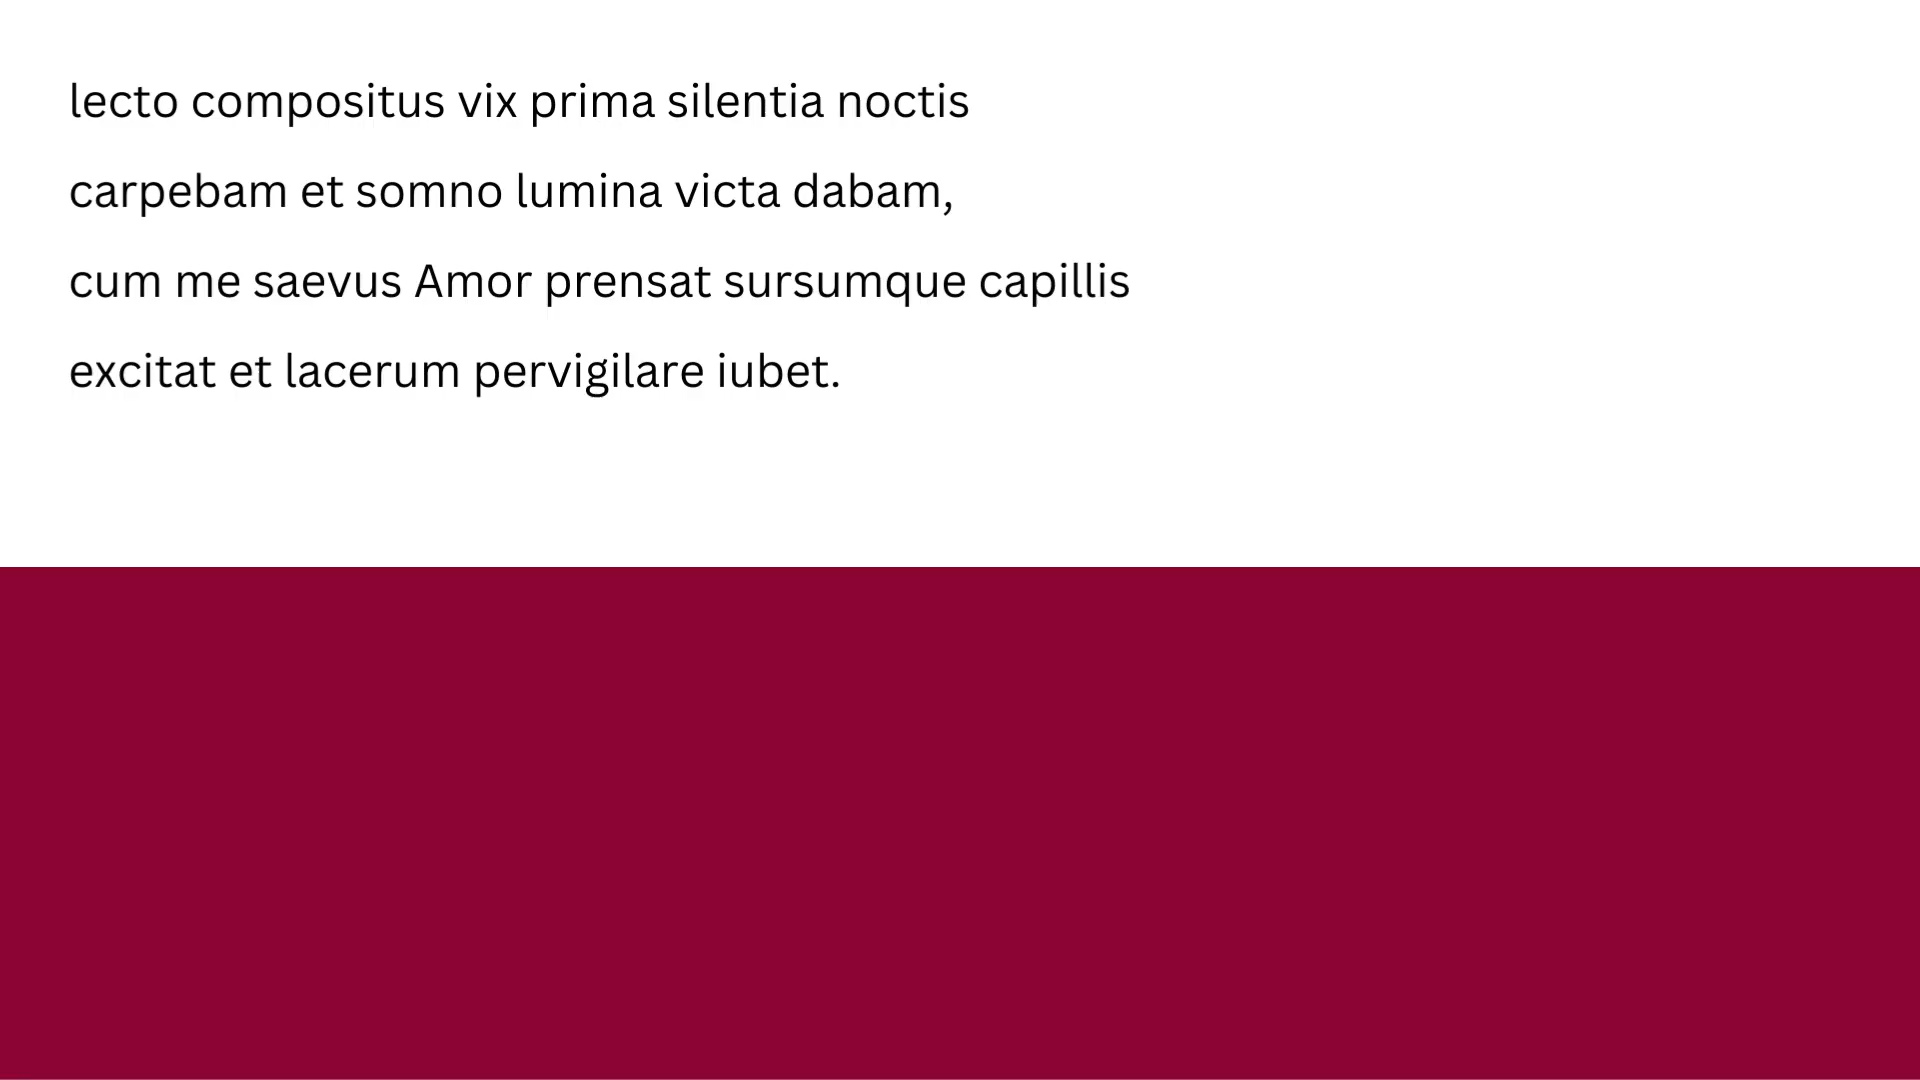 lecto compositus vix prima silentia noctis
carpebam et somno lumina victa dabam,
cum me saevus Amor prensat sursumque capillis
excitat et lacerum pervigilare iubet.